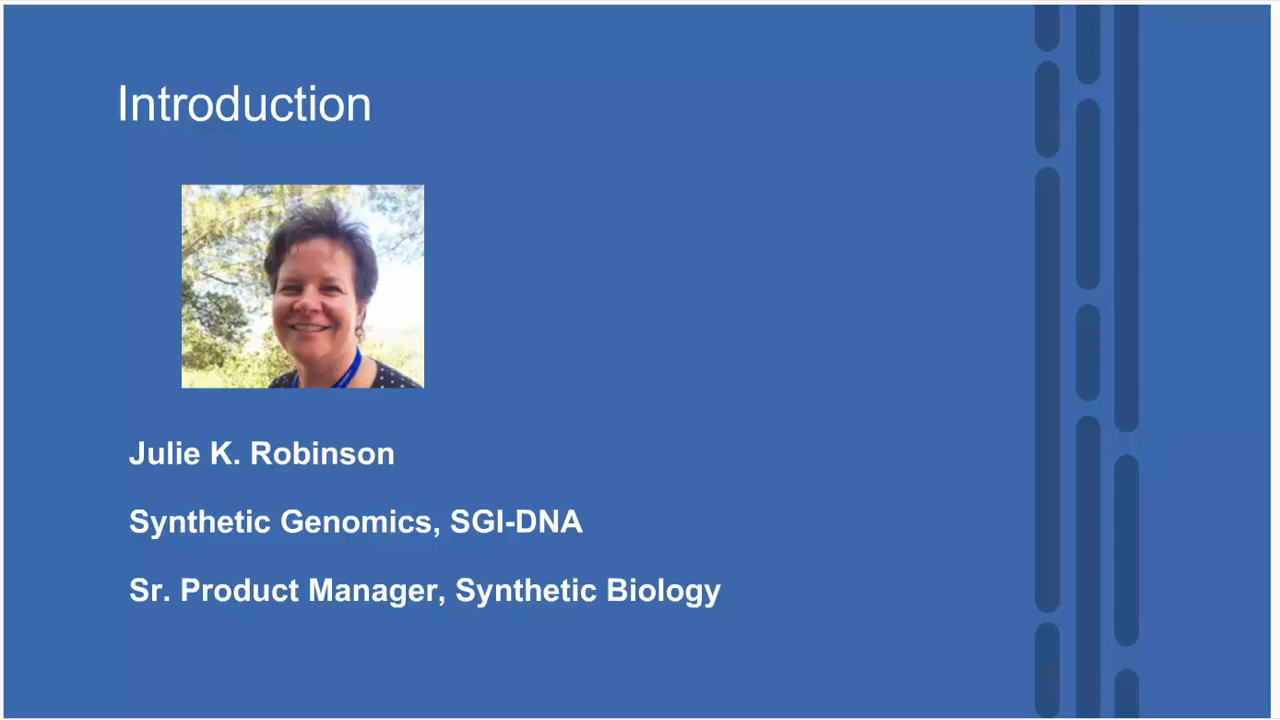 Introduction
Julie K. Robinson
Synthetic Genomics, SGI-DNA
Sr. Product Manager, Synthetic Biology